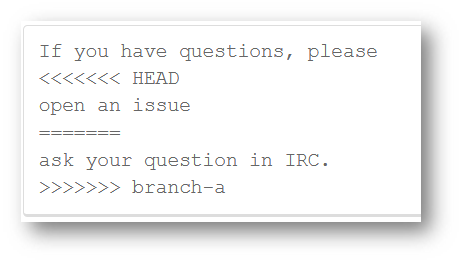 If you have questions, please
<<<<<<< HEAD
open an issue
=======
ask your question in IRC.
>>>>>>> branch-a